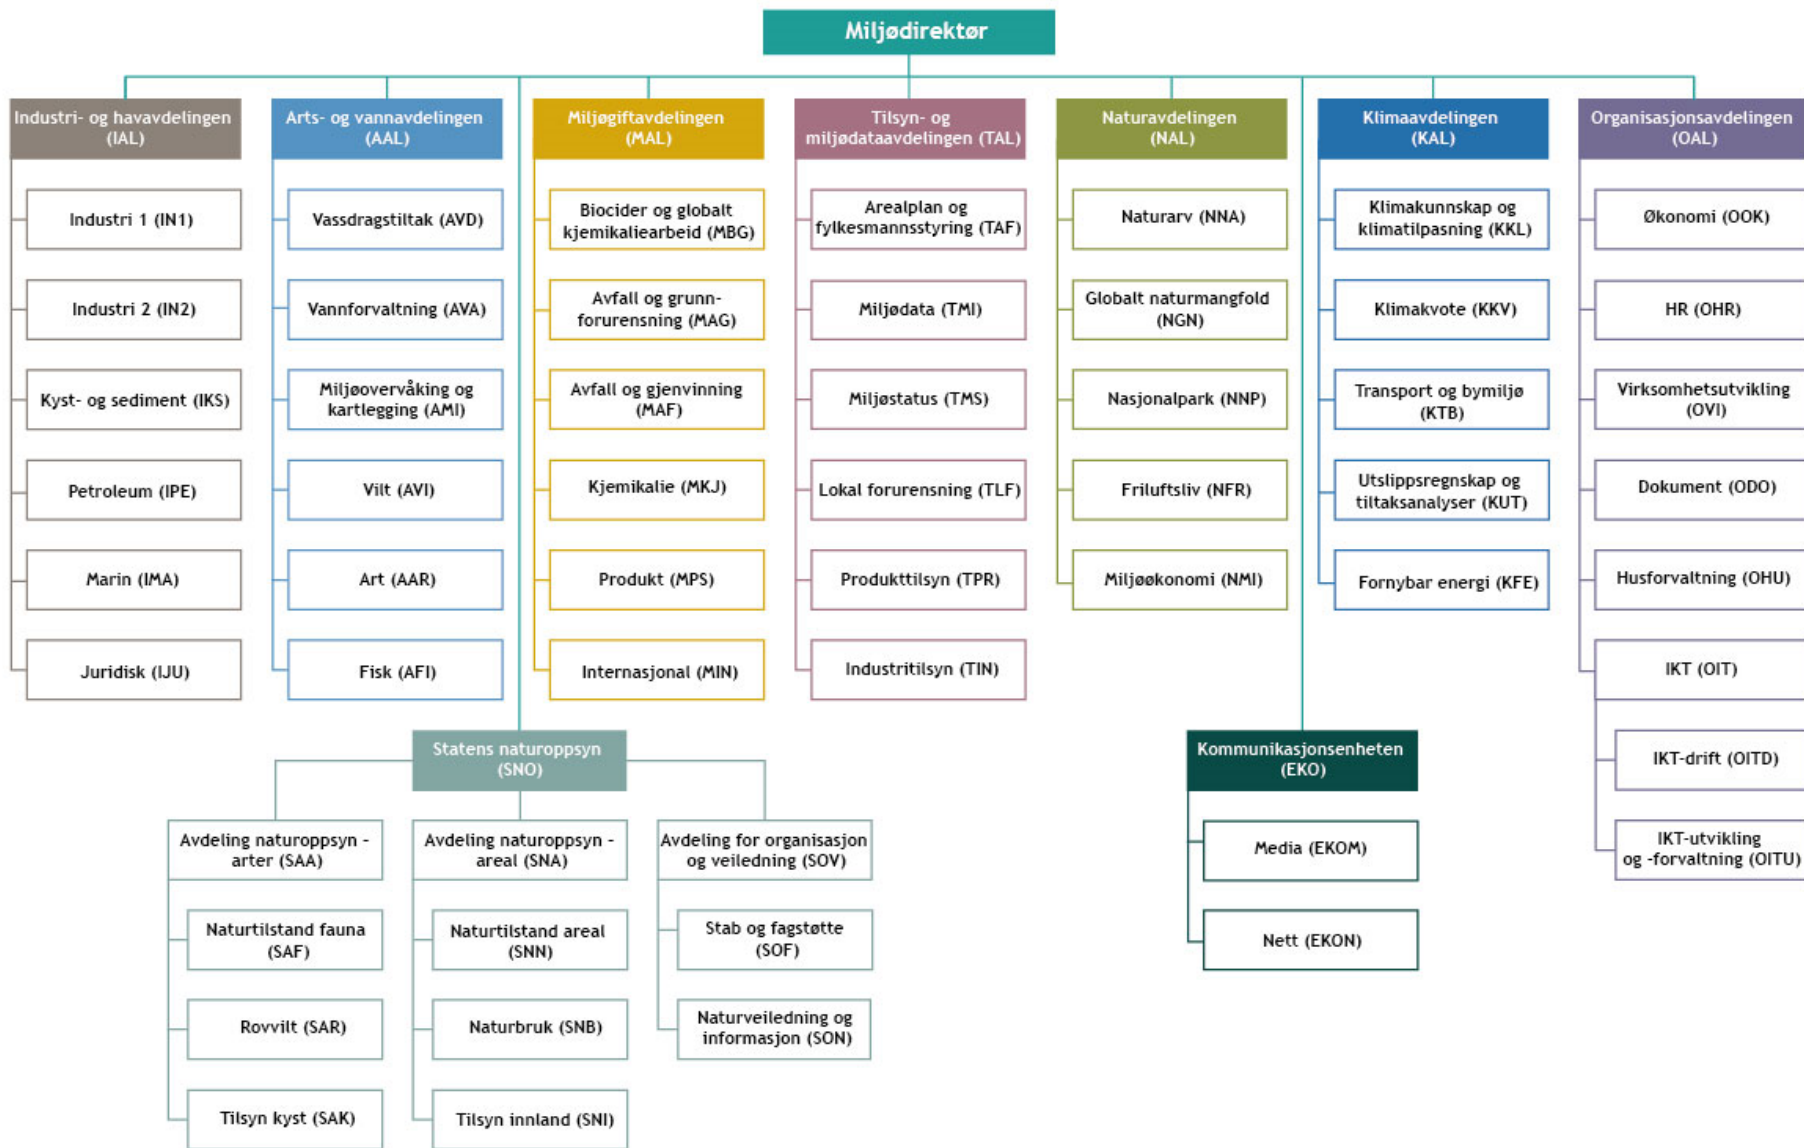 Miljødirektør
Industri- og havavdelingen
(IAL)
Industri 1 (IN1)
Industri 2 (IN2)
Kyst- og sediment (IKS)
Petroleum (IPE)
Marin (IMA)
Juridisk (IJU)
Arts- og vannavdelingen
(AAL)
Vassdragstiltak (AVD)
Vannforvaltning (AVA)
Miljøovervåking og
kartlegging (AMI)
Vilt (AVI)
Art (AAR)
Fisk (AFI)
Miljøgiftavdelingen
(MAL)
Biocider og globalt
kjemikaliearbeid (MBG)
Avfall og grunn-
forurensning (MAG)
Avfall og gjenvinning
(MAF)
Kjemikalie (MKJ)
Produkt (MPS)
Internasjonal (MIN)
Tilsyn- og
miljødataavdelingen (TAL)
Arealplan og
fylkesmannsstyring (TAF)
Miljødata (TMI)
Miljøstatus (TMS)
Lokal forurensning (TLF)
Produkttilsyn (TPR)
Industritilsyn (TIN)
Naturavdelingen
(NAL)
Naturarv (NNA)
Globalt naturmangfold
(NGN)
Nasjonalpark (NNP)
Friluftsliv (NFR)
Miljøøkonomi (NMI)
Klimaavdelingen
(KAL)
Klimakunnskap og
klimatilpasning (KKL)
Klimakvote (KKV)
Transport og bymiljø
(KTB)
Utslippsregnskap og
tiltaksanalyser (KUT)
Fornybar energi (KFE)
Organisasjonsavdelingen
(OAL)
Økonomi (OOK)
HR (OHR)
Virksomhetsutvikling
(OVI)
Dokument (ODO)
Husforvaltning (OHU)
IKT (OIT)
IKT-drift (OITD)
IKT-utvikling
og -forvaltning (OITU)
Statens naturoppsyn
(SNO)
Avdeling naturoppsyn –
arter (SAA)
Naturtilstand fauna
(SAF)
Rovvilt (SAR)
Tilsyn kyst (SAK)
Avdeling naturoppsyn –
areal (SNA)
Naturtilstand areal
(SNN)
Naturbruk (SNB)
Tilsyn innland (SNI)
Avdeling for organisasjon
og veiledning (SOV)
Stab og fagstøtte
(SOF)
Naturveiledning og
informasjon (SON)
Kommunikasjonsenheten
(EKO)
Media (EKOM)
Nett (EKON)